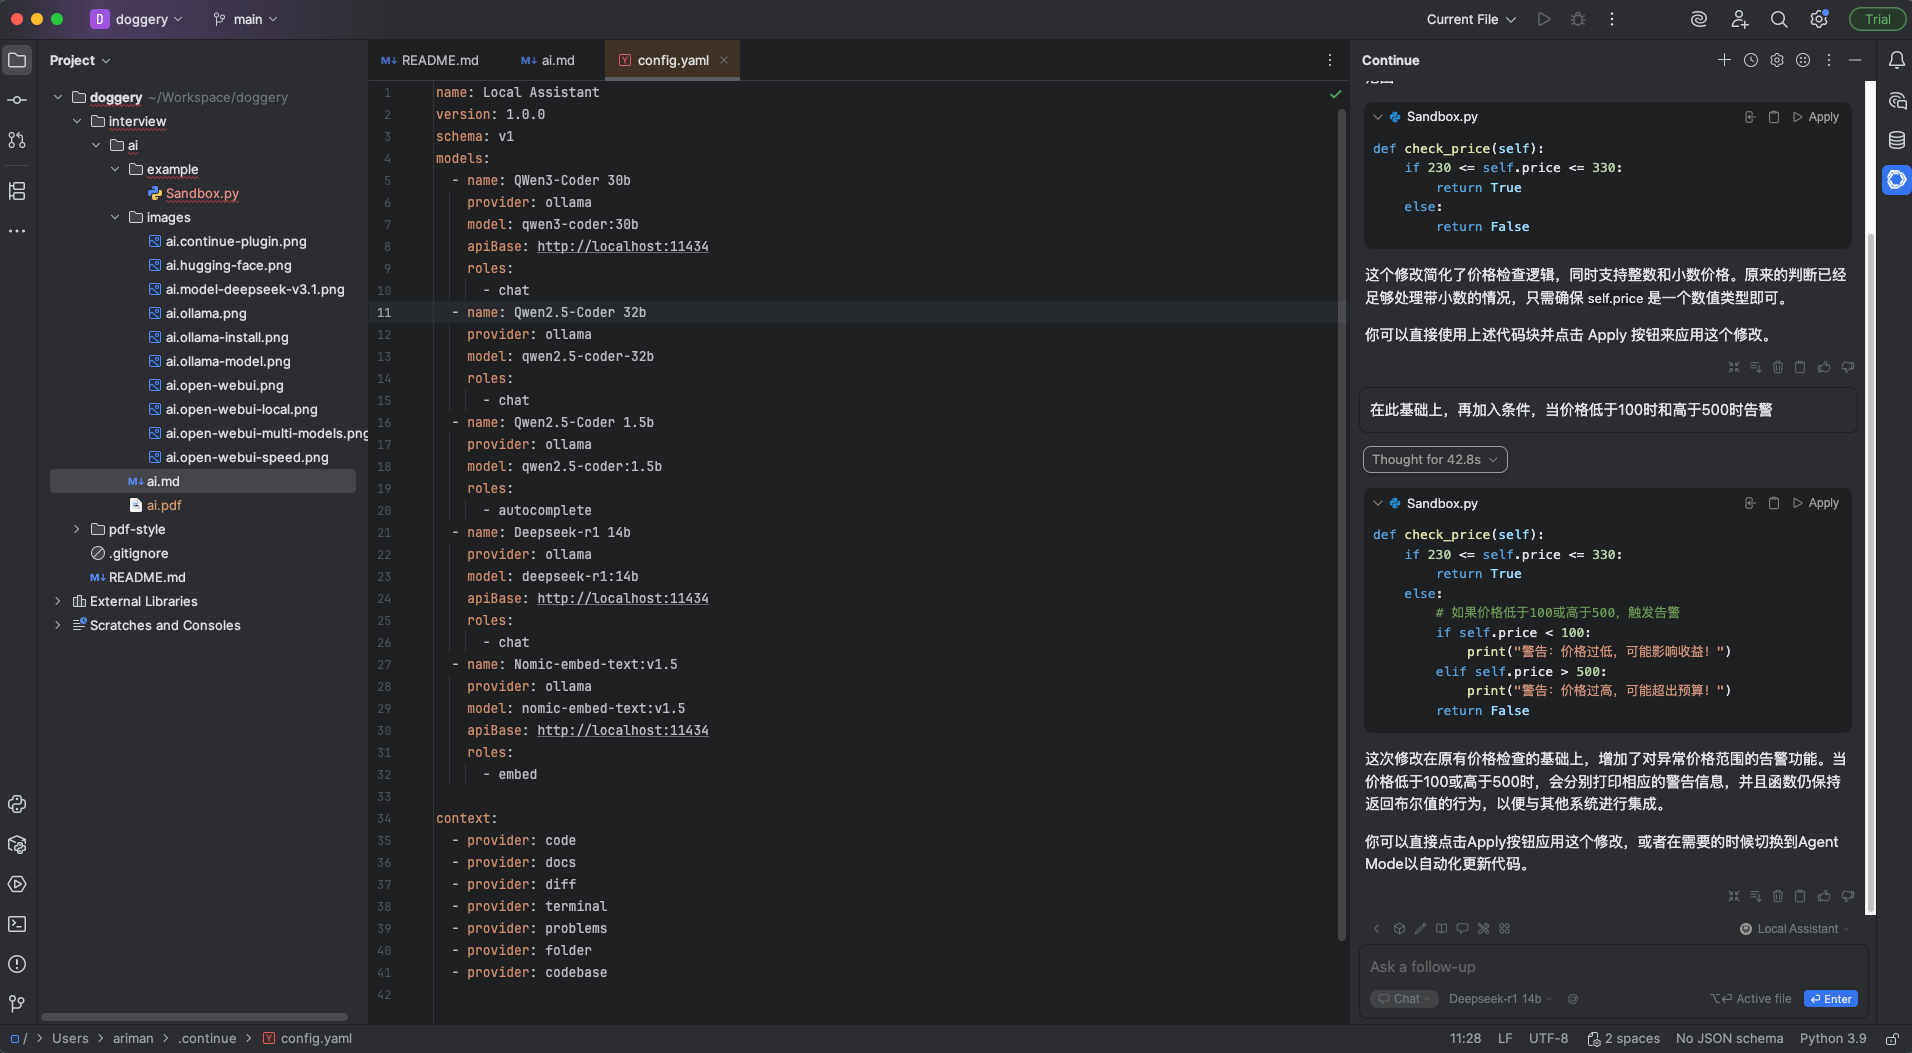 D doggery
main
Current File
Trial
Project
doggery ~/Workspace/doggery
interview
ai
example
Sandbox.py
images
ai.continue-plugin.png
ai.hugging-face.png
ai.model-deepseek-v3.1.png
ai.ollama.png
ai.ollama-install.png
ai.ollama-model.png
ai.open-webui.png
ai.open-webui-local.png
ai.open-webui-multi-models.png
ai.open-webui-speed.png
M↓ ai.md
ai.pdf
pdf-style
.gitignore
M↓ README.md
External Libraries
Scratches and Consoles
M↓ README.md
M↓ ai.md
Y config.yaml
1 name: Local Assistant
2 version: 1.0.0
3 schema: v1
4 models:
5 - name: QWen3-Coder 30b
6 provider: ollama
7 model: qwen3-coder:30b
8 apiBase: http://localhost:11434
9 roles:
10 - chat
11 - name: Qwen2.5-Coder 32b
12 provider: ollama
13 model: qwen2.5-coder-32b
14 roles:
15 - chat
16 - name: Qwen2.5-Coder 1.5b
17 provider: ollama
18 model: qwen2.5-coder:1.5b
19 roles:
20 - autocomplete
21 - name: Deepseek-r1 14b
22 provider: ollama
23 model: deepseek-r1:14b
24 apiBase: http://localhost:11434
25 roles:
26 - chat
27 - name: Nomic-embed-text:v1.5
28 provider: ollama
29 model: nomic-embed-text:v1.5
30 apiBase: http://localhost:11434
31 roles:
32 - embed
33
34 context:
35 - provider: code
36 - provider: docs
37 - provider: diff
38 - provider: terminal
39 - provider: problems
40 - provider: folder
41 - provider: codebase
42
Continue
Sandbox.py
Apply
def check_price(self):
if 230 <= self.price <= 330:
return True
else:
return False
这个修改简化了价格检查逻辑，同时支持整数和小数价格。原来的判断已经
足够处理带小数的情况，只需确保 self.price 是一个数值类型即可。
你可以直接使用上述代码块并点击 Apply 按钮来应用这个修改。
在此基础上，再加入条件，当价格低于100时和高于500时告警
Thought for 42.8s
Sandbox.py
Apply
def check_price(self):
if 230 <= self.price <= 330:
return True
else:
# 如果价格低于100或高于500，触发告警
if self.price < 100:
print("警告：价格过低，可能影响收益！")
elif self.price > 500:
print("警告：价格过高，可能超出预算！")
return False
这次修改在原有价格检查的基础上，增加了对异常价格范围的告警功能。当
价格低于100或高于500时，会分别打印相应的警告信息，并且函数仍保持
返回布尔值的行为，以便与其他系统进行集成。
你可以直接点击Apply按钮应用这个修改，或者在需要的时候切换到Agent
Mode以自动化更新代码。
Local Assistant
Ask a follow-up
Chat
Deepseek-r1 14b
@
⌥⏎ Active file
⏎ Enter
/ > Users > ariman > .continue > Y config.yaml
11:28
LF
UTF-8
2 spaces
No JSON schema
Python 3.9